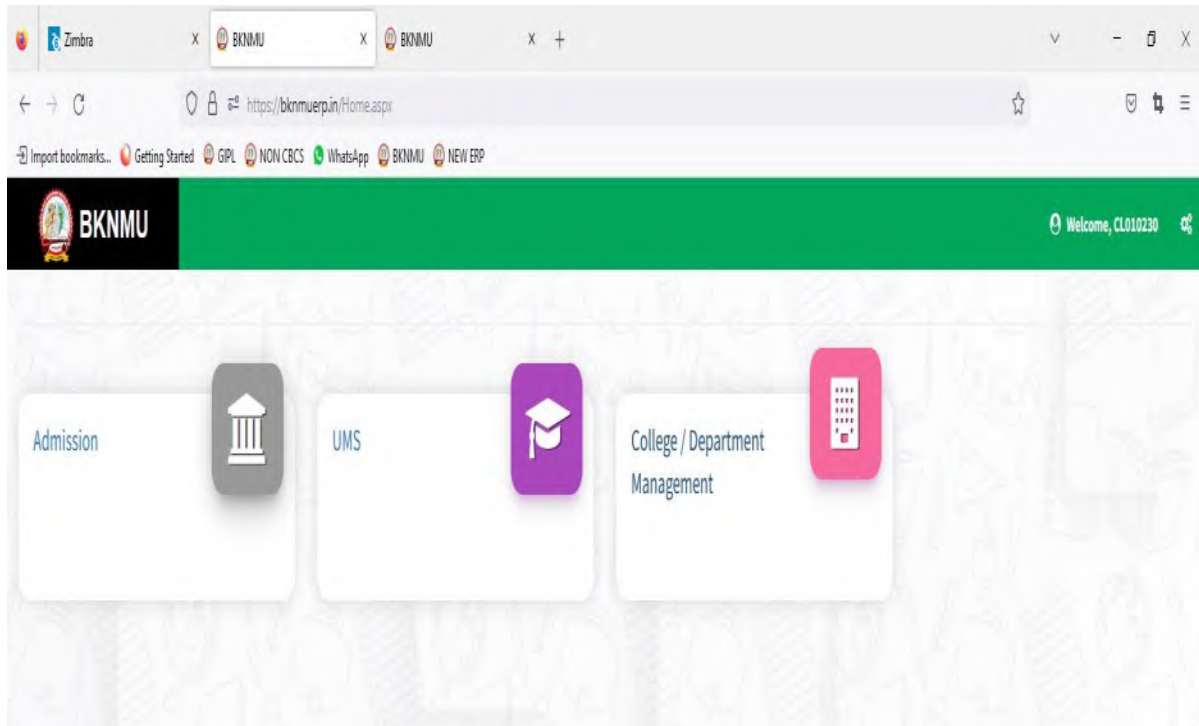 Zimbra X BKNMU X BKNMU X +
https://bknmuerp.in/Home.aspx
Import bookmarks... Getting Started GIPL NON CBCS WhatsApp BKNMU NEW ERP
BKNMU
Welcome, CL010230
Admission
UMS
College / Department
Management